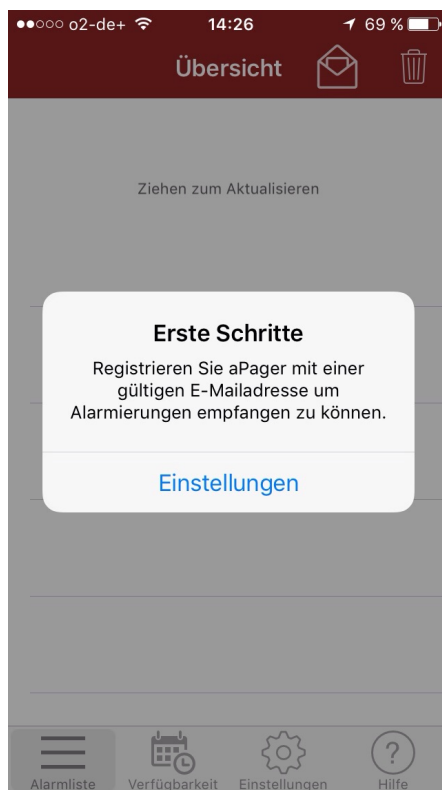 o2-de+ 14:26 69 %
Übersicht
Ziehen zum Aktualisieren
Erste Schritte
Registrieren Sie aPager mit einer
gültigen E-Mailadresse um
Alarmierungen empfangen zu können.
Einstellungen
Alarmliste Verfügbarkeit Einstellungen Hilfe